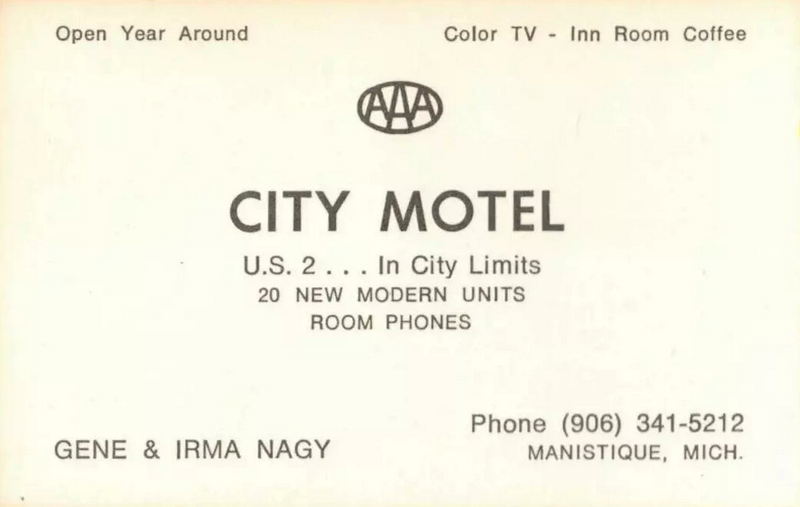 Open Year Around
Color TV - Inn Room Coffee
AAA
CITY MOTEL
U.S. 2 . . . In City Limits
20 NEW MODERN UNITS
ROOM PHONES
GENE & IRMA NAGY
Phone (906) 341-5212
MANISTIQUE, MICH.